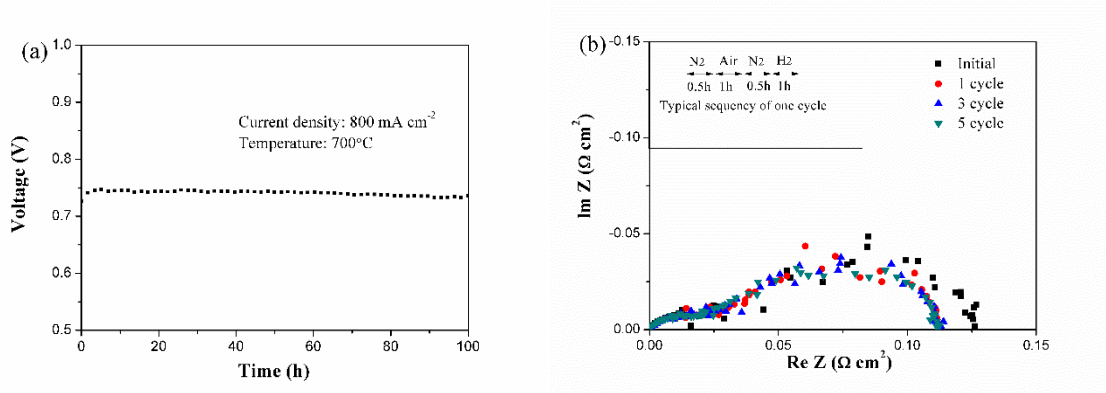 (a)
1.0
0.9
0.8
0.7
0.6
0.5
Voltage (V)
Current density: 800 mA cm-2
Temperature: 700oC
0 20 40 60 80 100
Time (h)
(b)
-0.15
-0.10
-0.05
0.00
Im Z (Ω cm2)
N2 Air N2 H2
0.5h 1h 0.5h 1h
Typical sequency of one cycle
Initial
1 cycle
3 cycle
5 cycle
0.00 0.05 0.10 0.15
Re Z (Ω cm2)